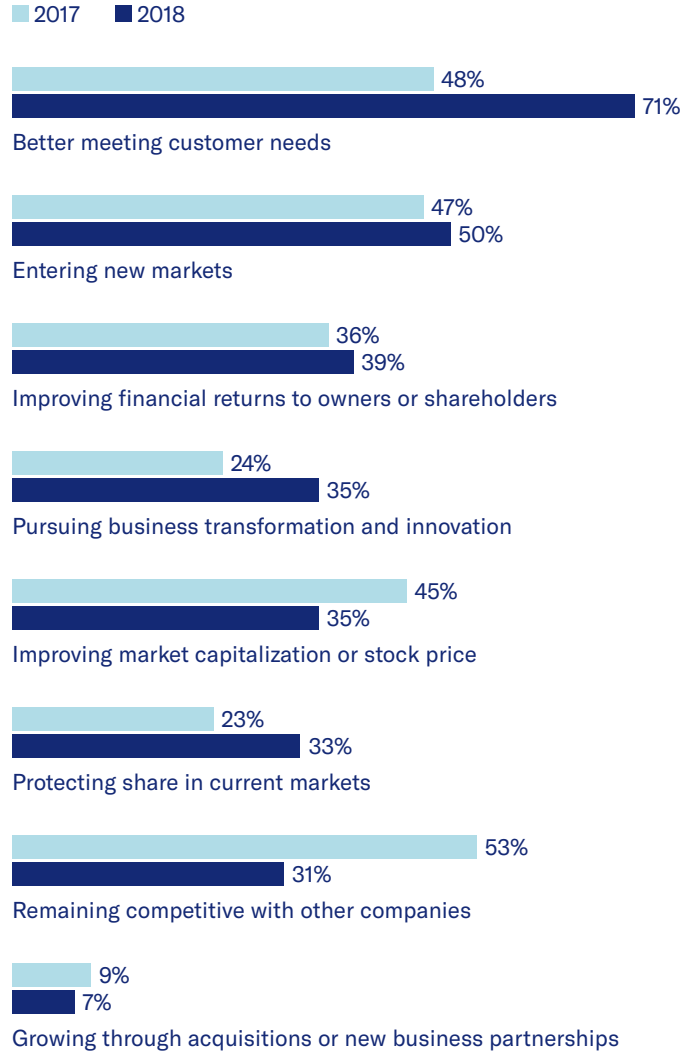 2017 2018
48%
71%
Better meeting customer needs
47%
50%
Entering new markets
36%
39%
Improving financial returns to owners or shareholders
24%
35%
Pursuing business transformation and innovation
45%
35%
Improving market capitalization or stock price
23%
33%
Protecting share in current markets
53%
31%
Remaining competitive with other companies
9%
7%
Growing through acquisitions or new business partnerships